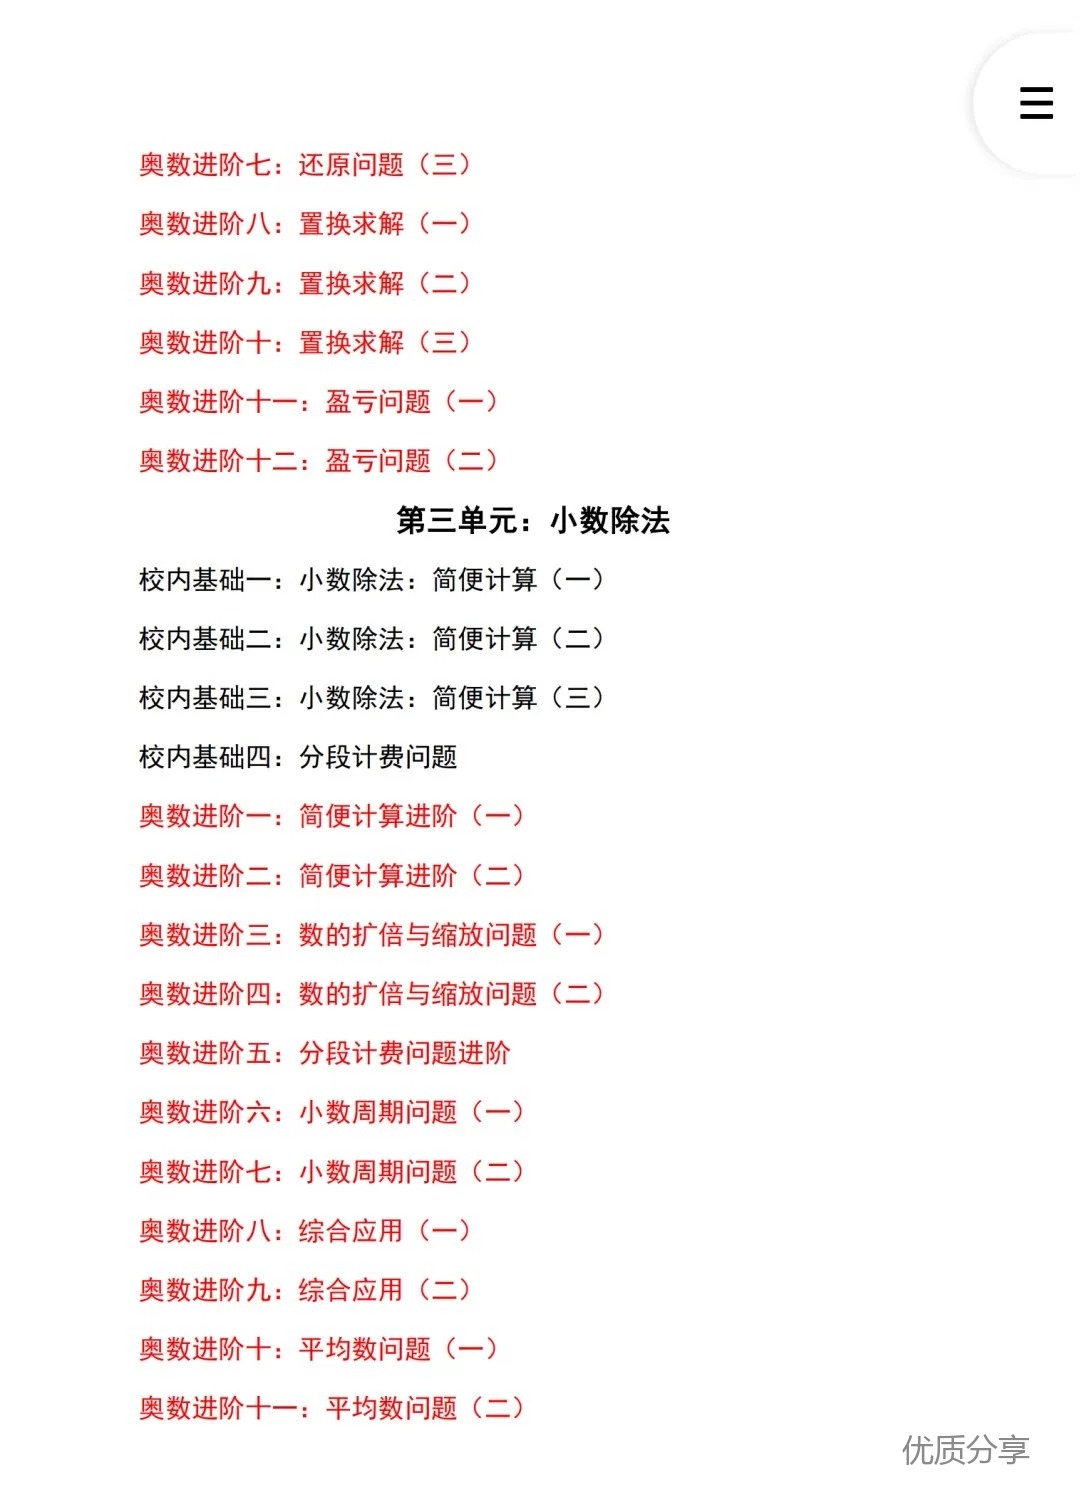 奥数进阶七：还原问题（三）
奥数进阶八：置换求解（一）
奥数进阶九：置换求解（二）
奥数进阶十：置换求解（三）
奥数进阶十一：盈亏问题（一）
奥数进阶十二：盈亏问题（二）
第三单元：小数除法
校内基础一：小数除法：简便计算（一）
校内基础二：小数除法：简便计算（二）
校内基础三：小数除法：简便计算（三）
校内基础四：分段计费问题
奥数进阶一：简便计算进阶（一）
奥数进阶二：简便计算进阶（二）
奥数进阶三：数的扩倍与缩放问题（一）
奥数进阶四：数的扩倍与缩放问题（二）
奥数进阶五：分段计费问题进阶
奥数进阶六：小数周期问题（一）
奥数进阶七：小数周期问题（二）
奥数进阶八：综合应用（一）
奥数进阶九：综合应用（二）
奥数进阶十：平均数问题（一）
奥数进阶十一：平均数问题（二）
优质分享